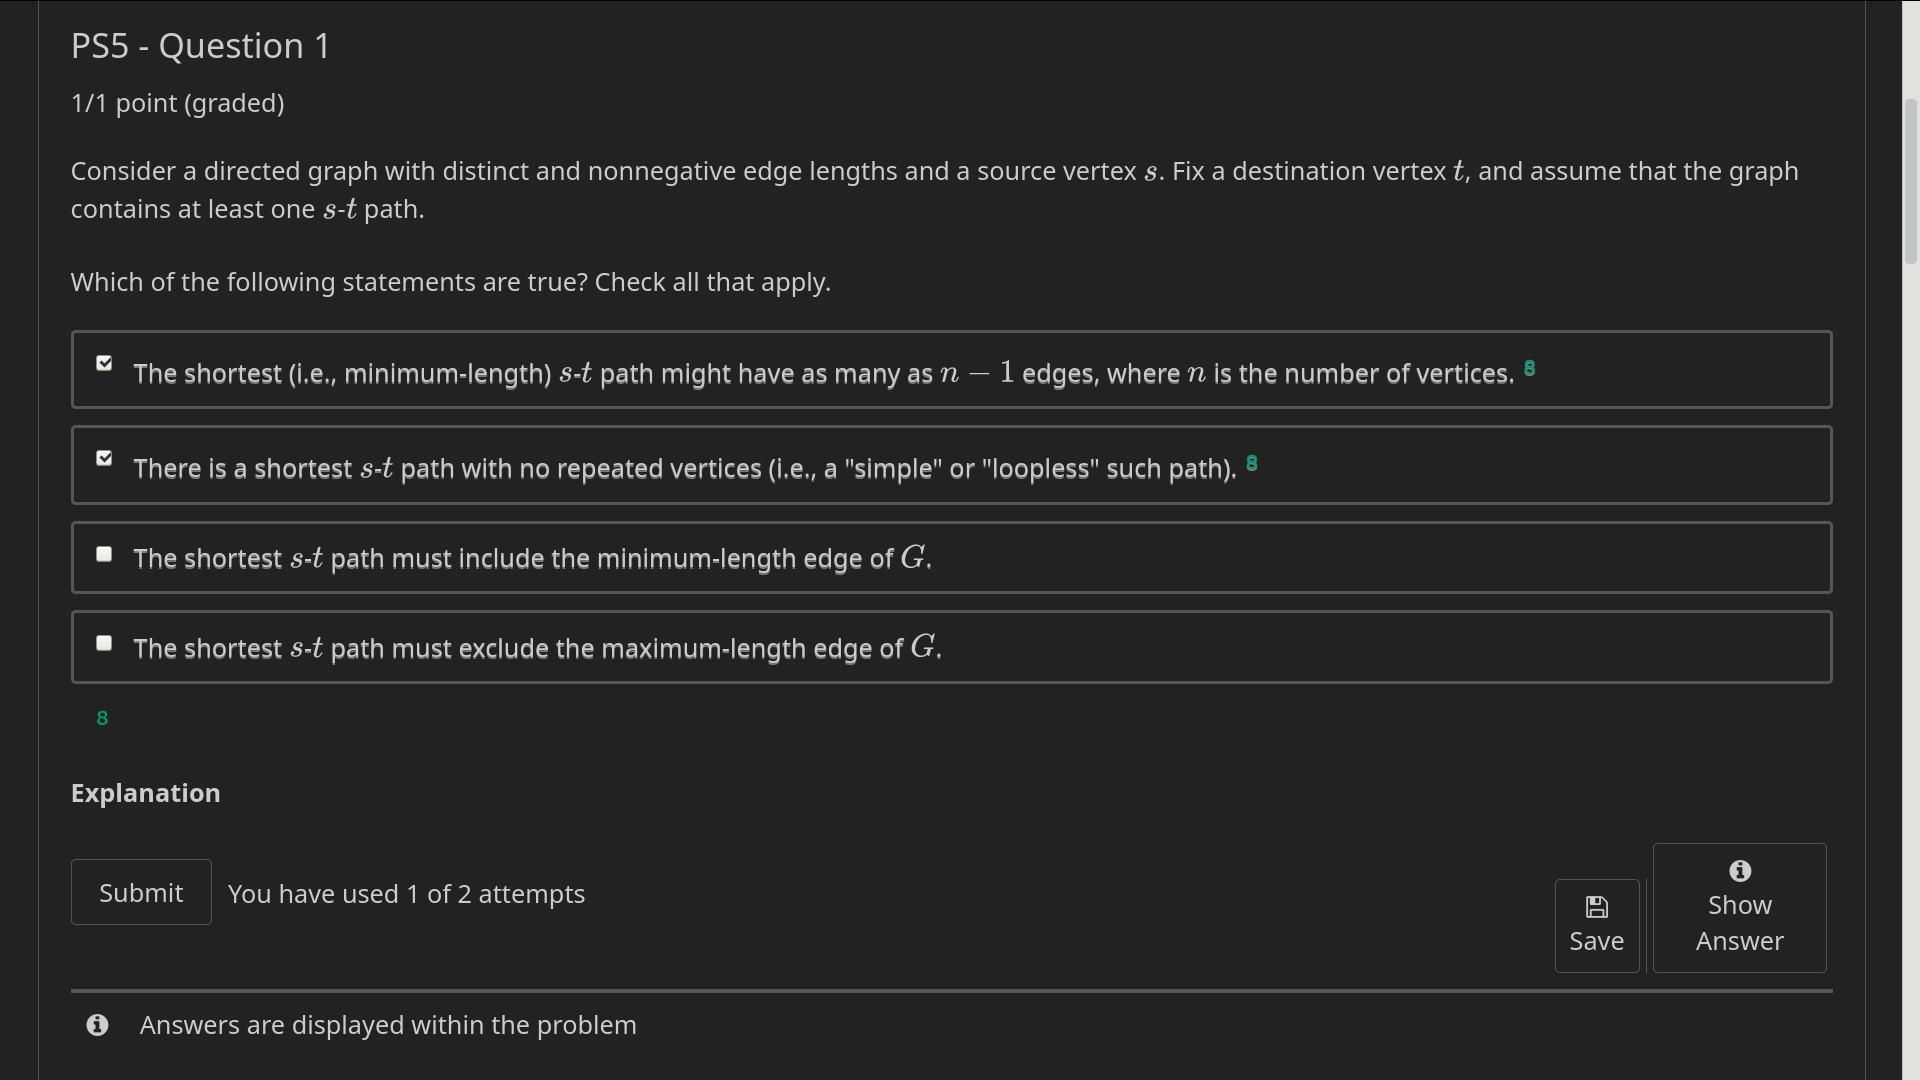 PS5 - Question 1
1/1 point (graded)
Consider a directed graph with distinct and nonnegative edge lengths and a source vertex s. Fix a destination vertex t, and assume that the graph
contains at least one s-t path.
Which of the following statements are true? Check all that apply.
The shortest (i.e., minimum-length) s-t path might have as many as n − 1 edges, where n is the number of vertices. 8
There is a shortest s-t path with no repeated vertices (i.e., a "simple" or "loopless" such path). 8
The shortest s-t path must include the minimum-length edge of G.
The shortest s-t path must exclude the maximum-length edge of G.
8
Explanation
Submit You have used 1 of 2 attempts
Save
Show
Answer
Answers are displayed within the problem